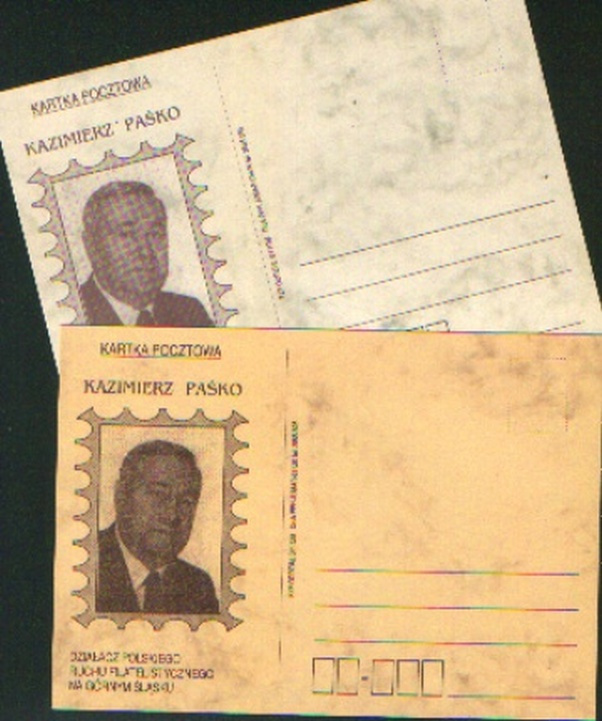 KARTKA POCZTOWA
KAZIMIERZ PAŚKO
KARTKA POCZTOWA
KAZIMIERZ PAŚKO
DZIAŁACZ POLSKIEGO
RUCHU FILATELISTYCZNEGO
NA GÓRNYM ŚLĄSKU